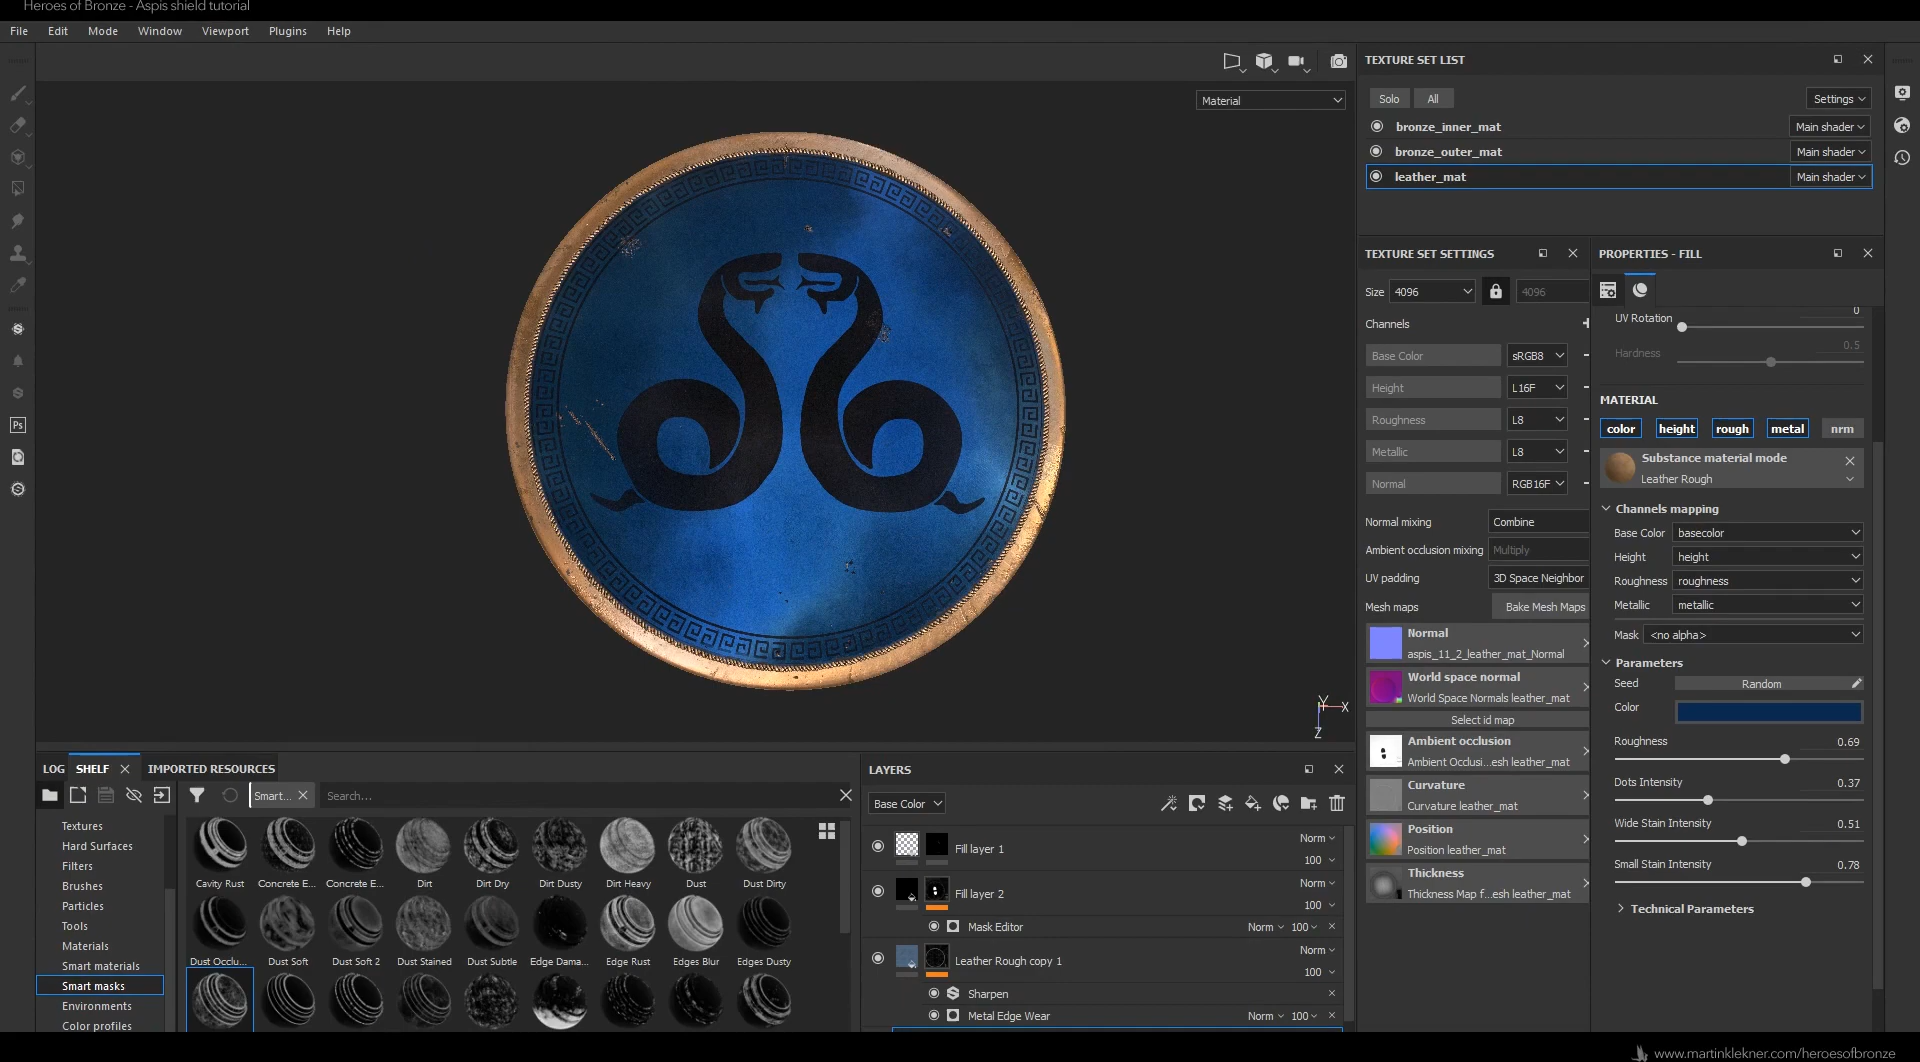 Heroes of Bronze - Aspis shield tutorial
File Edit Mode Window Viewport Plugins Help
Material
TEXTURE SET LIST
Solo All Settings
bronze_inner_mat Main shader
bronze_outer_mat Main shader
leather_mat Main shader
TEXTURE SET SETTINGS
Size 4096 4096
Channels
Base Color sRGB8
Height L16F
Roughness L8
Metallic L8
Normal RGB16F
Normal mixing Combine
Ambient occlusion mixing Multiply
UV padding 3D Space Neighbor
Mesh maps Bake Mesh Maps
Normal
aspis_11_2_leather_mat_Normal
World space normal
World Space Normals leather_mat
Select id map
Ambient occlusion
Ambient Occlusi...esh leather_mat
Curvature
Curvature leather_mat
Position
Position leather_mat
Thickness
Thickness Map f...esh leather_mat
PROPERTIES - FILL
0
UV Rotation
Hardness 0.5
MATERIAL
color height rough metal nrm
Substance material mode
Leather Rough
Channels mapping
Base Color basecolor
Height height
Roughness roughness
Metallic metallic
Mask <no alpha>
Parameters
Seed Random
Color
Roughness 0.69
Dots Intensity 0.37
Wide Stain Intensity 0.51
Small Stain Intensity 0.78
Technical Parameters
Ps
Y
X
Z
LOG SHELF IMPORTED RESOURCES
Smart... Search...
Textures
Hard Surfaces
Filters
Brushes
Particles
Tools
Materials
Smart materials
Smart masks
Environments
Color profiles
Cavity Rust Concrete E... Concrete E... Dirt Dirt Dry Dirt Dusty Dirt Heavy Dust Dust Dirty
Dust Occlu... Dust Soft Dust Soft 2 Dust Stained Dust Subtle Edge Dama... Edge Rust Edges Blur Edges Dusty
LAYERS
Base Color
Fill layer 1 Norm
100
Fill layer 2 Norm
100
Mask Editor Norm 100
Leather Rough copy 1 Norm
100
Sharpen
Metal Edge Wear Norm 100
www.martinklekner.com/heroesofbronze